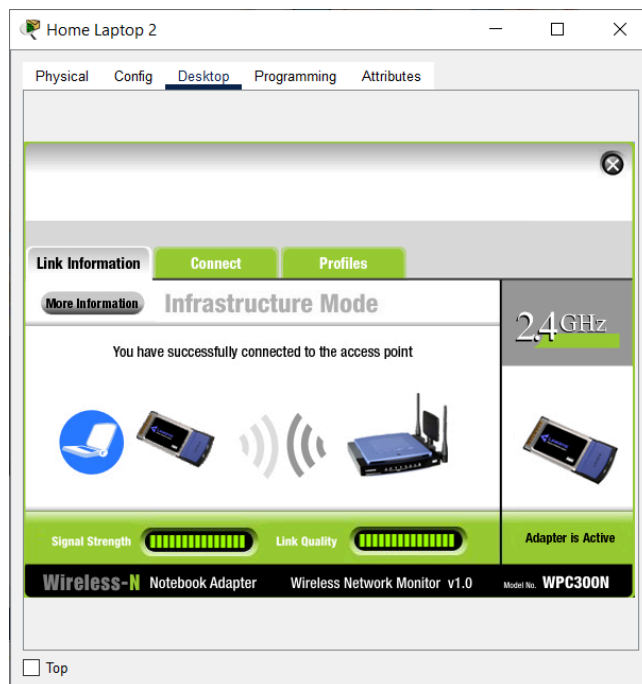 Home Laptop 2
Physical Config Desktop Programming Attributes
Link Information Connect Profiles
More Information Infrastructure Mode
2.4GHz
You have successfully connected to the access point
Signal Strength Link Quality Adapter is Active
Wireless-N Notebook Adapter Wireless Network Monitor v1.0 Model No. WPC300N
Top